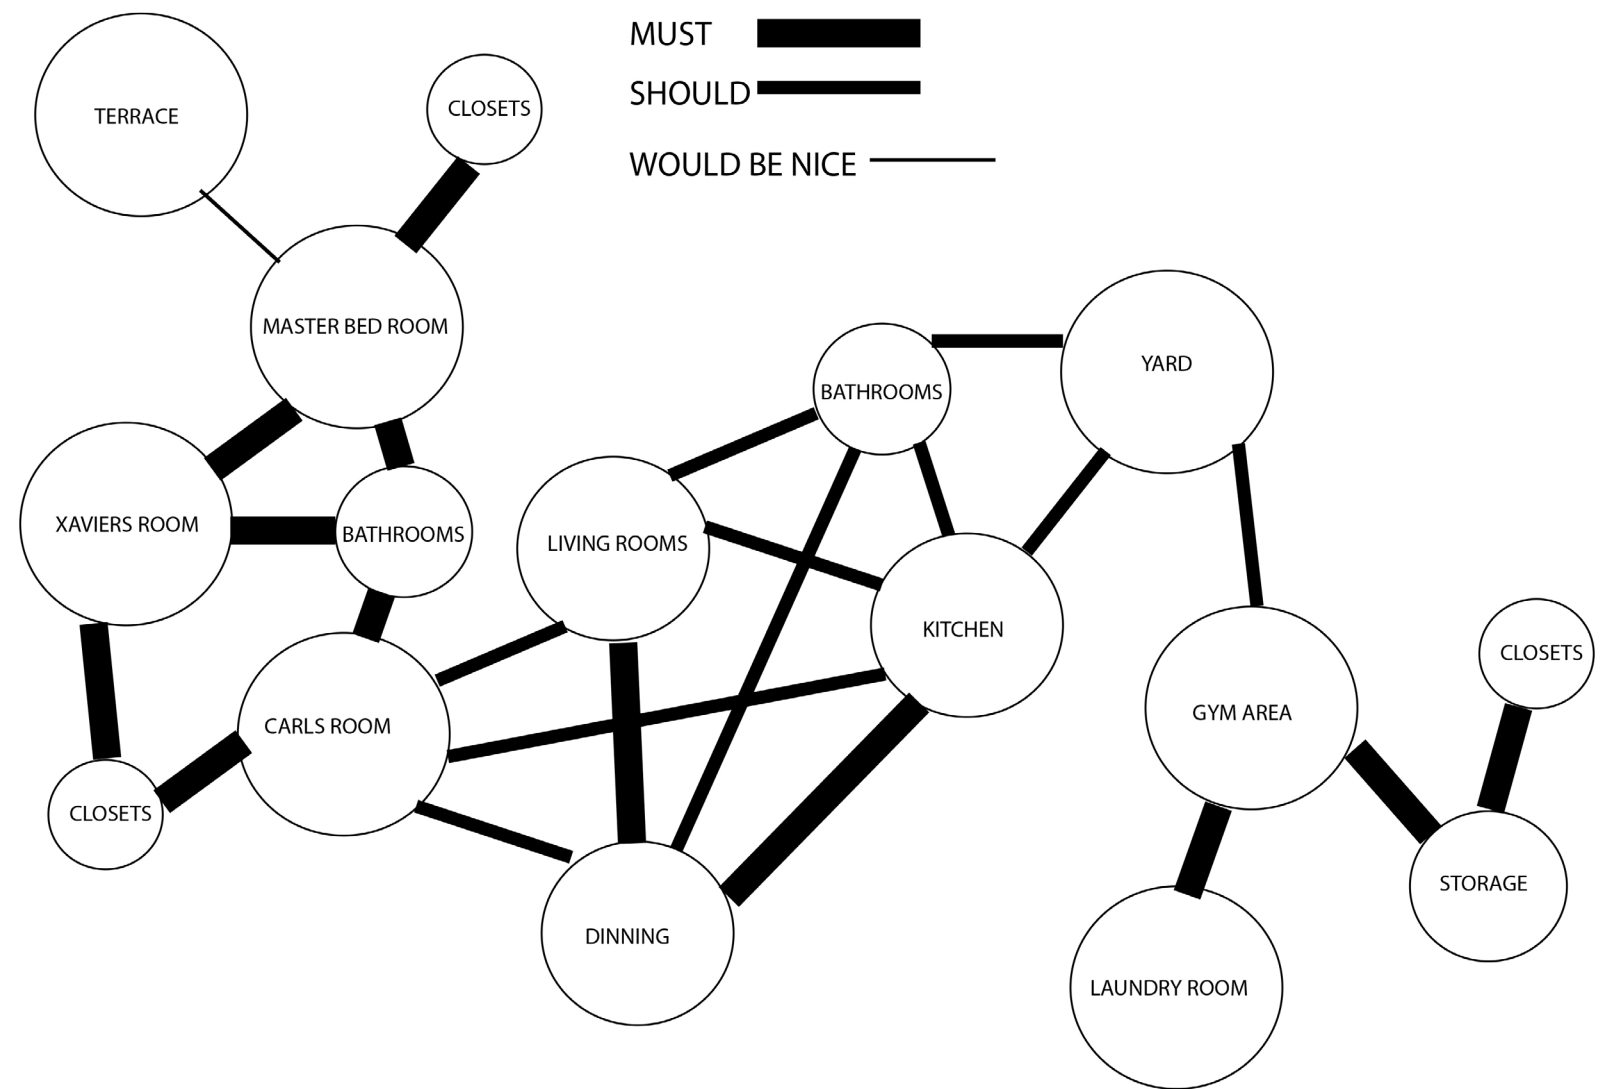 MUST
SHOULD
WOULD BE NICE
TERRACE
CLOSETS
MASTER BED ROOM
XAVIERS ROOM
BATHROOMS
CARLS ROOM
CLOSETS
LIVING ROOMS
BATHROOMS
YARD
KITCHEN
DINNING
GYM AREA
CLOSETS
STORAGE
LAUNDRY ROOM